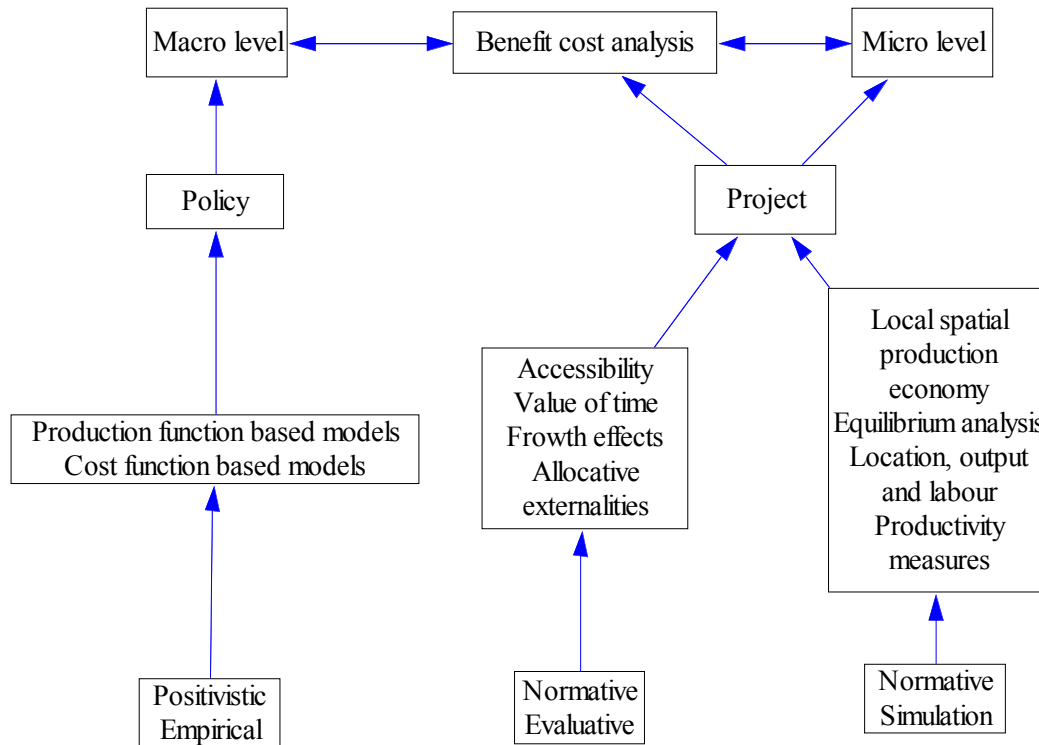 Macro level
Benefit cost analysis
Micro level
Policy
Project
Production function based models
Cost function based models
Accessibility
Value of time
Frowth effects
Allocative
externalities
Local spatial
production
economy
Equilibrium analysis
Location, output
and labour
Productivity
measures
Positivistic
Empirical
Normative
Evaluative
Normative
Simulation